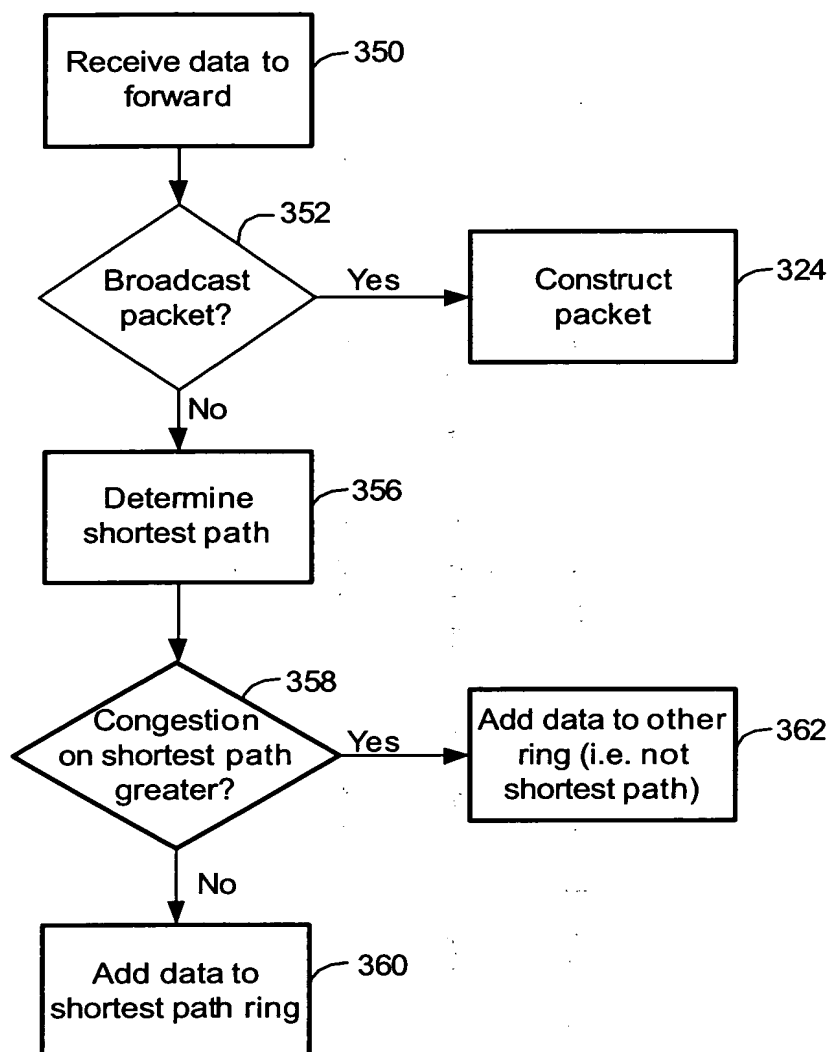 Receive data to
forward
350
352
Broadcast
packet?
Yes
Construct
packet
324
No
Determine
shortest path
356
358
Congestion
on shortest path
greater?
Yes
Add data to other
ring (i.e. not
shortest path)
362
No
Add data to
shortest path ring
360